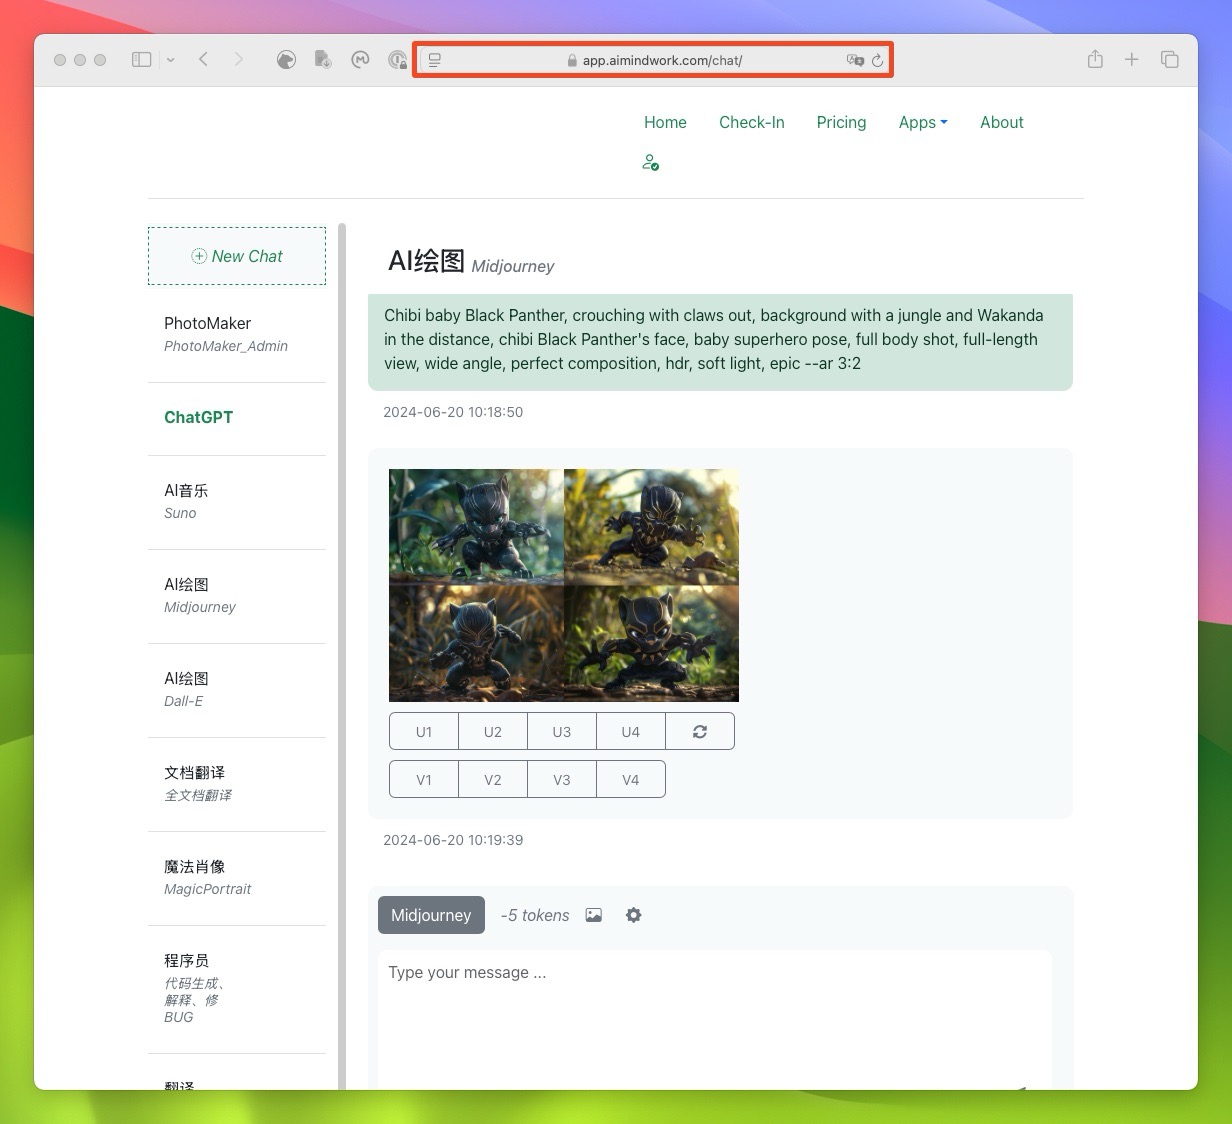 app.aimindwork.com/chat/
Home Check-In Pricing Apps About
New Chat
PhotoMaker
PhotoMaker_Admin
ChatGPT
AI音乐
Suno
AI绘图
Midjourney
AI绘图
Dall-E
文档翻译
全文档翻译
魔法肖像
MagicPortrait
程序员
代码生成、
解释、修
BUG
翻译
AI绘图 Midjourney
Chibi baby Black Panther, crouching with claws out, background with a jungle and Wakanda
in the distance, chibi Black Panther's face, baby superhero pose, full body shot, full-length
view, wide angle, perfect composition, hdr, soft light, epic --ar 3:2
2024-06-20 10:18:50
U1 U2 U3 U4
V1 V2 V3 V4
2024-06-20 10:19:39
Midjourney -5 tokens
Type your message ...